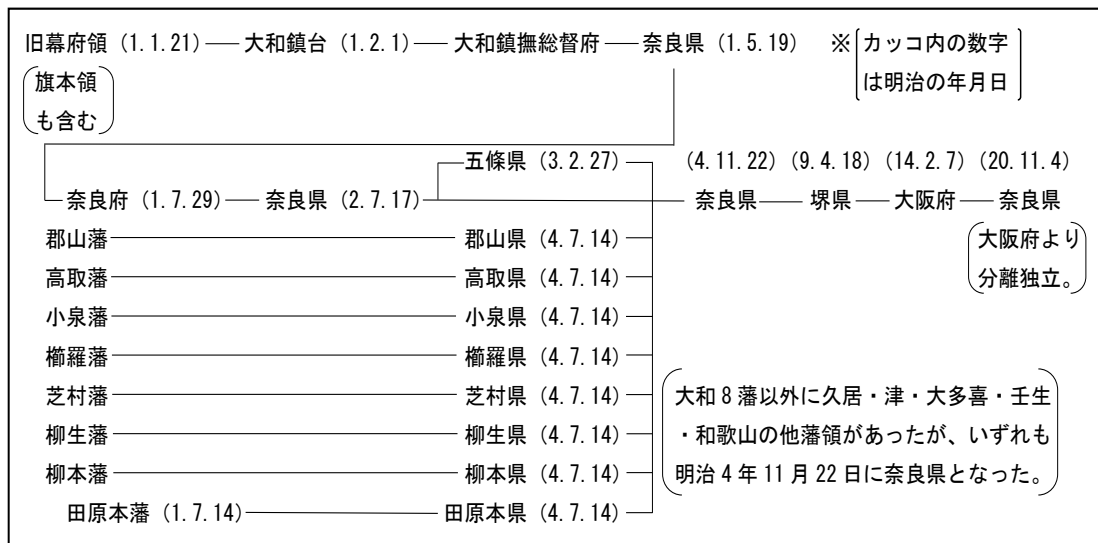 旧幕府領 (1.1.21) 大和鎮台 (1.2.1) 大和鎮撫総督府 奈良県 (1.5.19) ※ カッコ内の数字
旗本領 は明治の年月日
も含む
五條県 (3.2.27) (4.11.22) (9.4.18) (14.2.7) (20.11.4)
奈良府 (1.7.29) 奈良県 (2.7.17) 奈良県 堺県 大阪府 奈良県
郡山藩 郡山県 (4.7.14) 大阪府より
高取藩 高取県 (4.7.14) 分離独立。
小泉藩 小泉県 (4.7.14)
櫛羅藩 櫛羅県 (4.7.14)
芝村藩 芝村県 (4.7.14) 大和8藩以外に久居・津・大多喜・壬生
柳生藩 柳生県 (4.7.14) ・和歌山の他藩領があったが、いずれも
柳本藩 柳本県 (4.7.14) 明治4年11月22日に奈良県となった。
田原本藩 (1.7.14) 田原本県 (4.7.14)